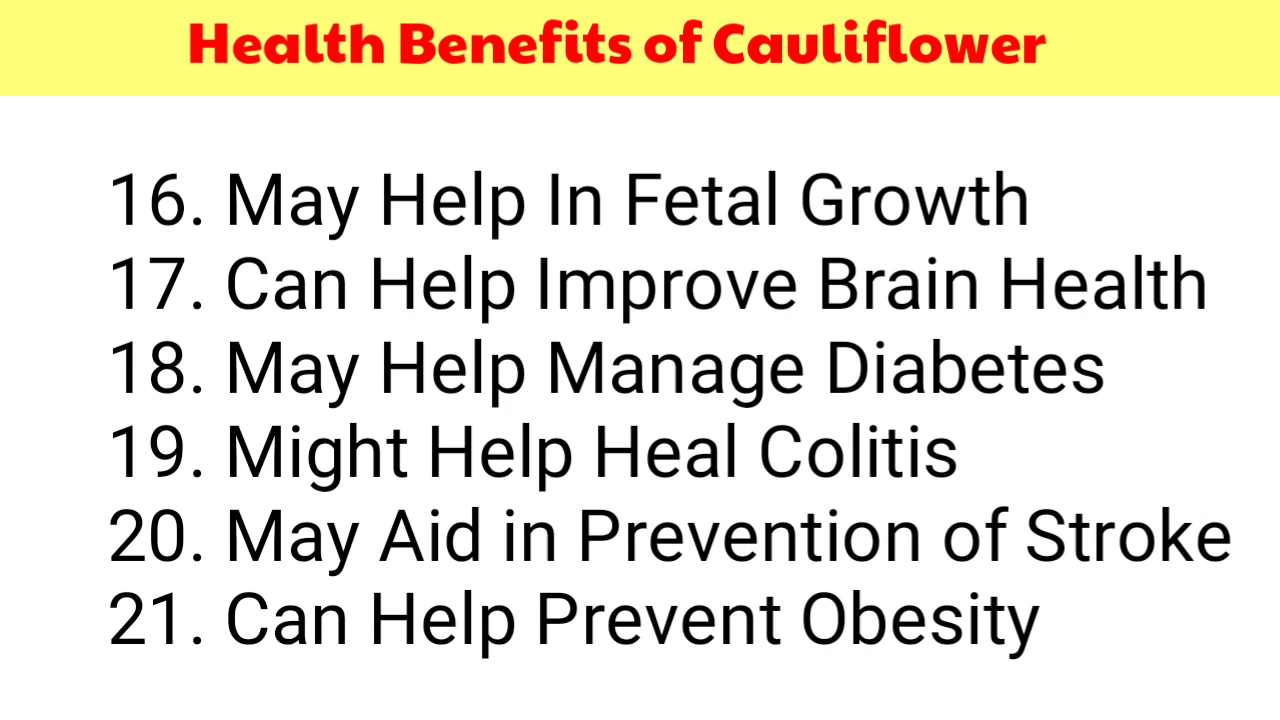 Health Benefits of Cauliflower
16. May Help In Fetal Growth
17. Can Help Improve Brain Health
18. May Help Manage Diabetes
19. Might Help Heal Colitis
20. May Aid in Prevention of Stroke
21. Can Help Prevent Obesity